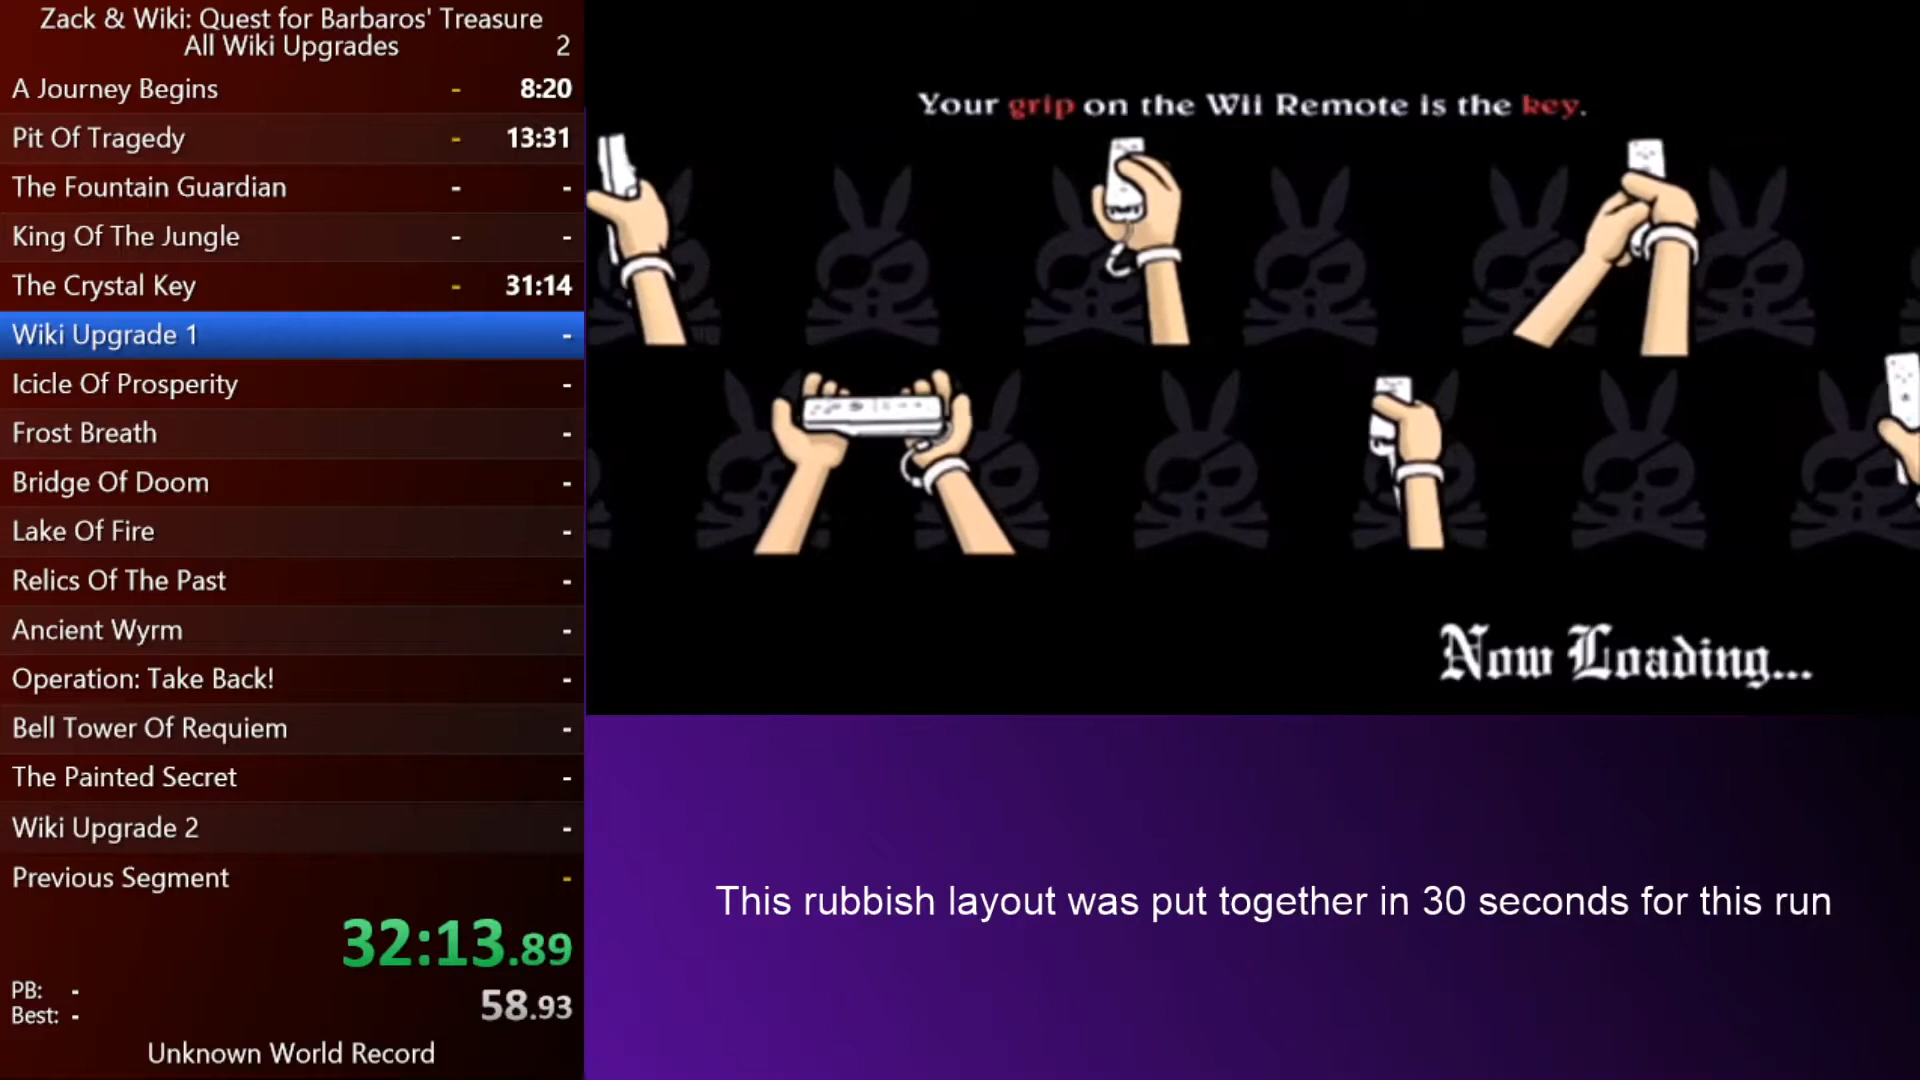 Zack & Wiki: Quest for Barbaros' Treasure
All Wiki Upgrades 2
A Journey Begins - 8:20
Pit Of Tragedy - 13:31
The Fountain Guardian - -
King Of The Jungle - -
The Crystal Key - 31:14
Wiki Upgrade 1 -
Icicle Of Prosperity -
Frost Breath -
Bridge Of Doom -
Lake Of Fire -
Relics Of The Past -
Ancient Wyrm -
Operation: Take Back! -
Bell Tower Of Requiem -
The Painted Secret -
Wiki Upgrade 2 -
Previous Segment -
32:13.89
PB: -
Best: -
58.93
Unknown World Record
Your grip on the Wii Remote is the key.
Now Loading...
This rubbish layout was put together in 30 seconds for this run